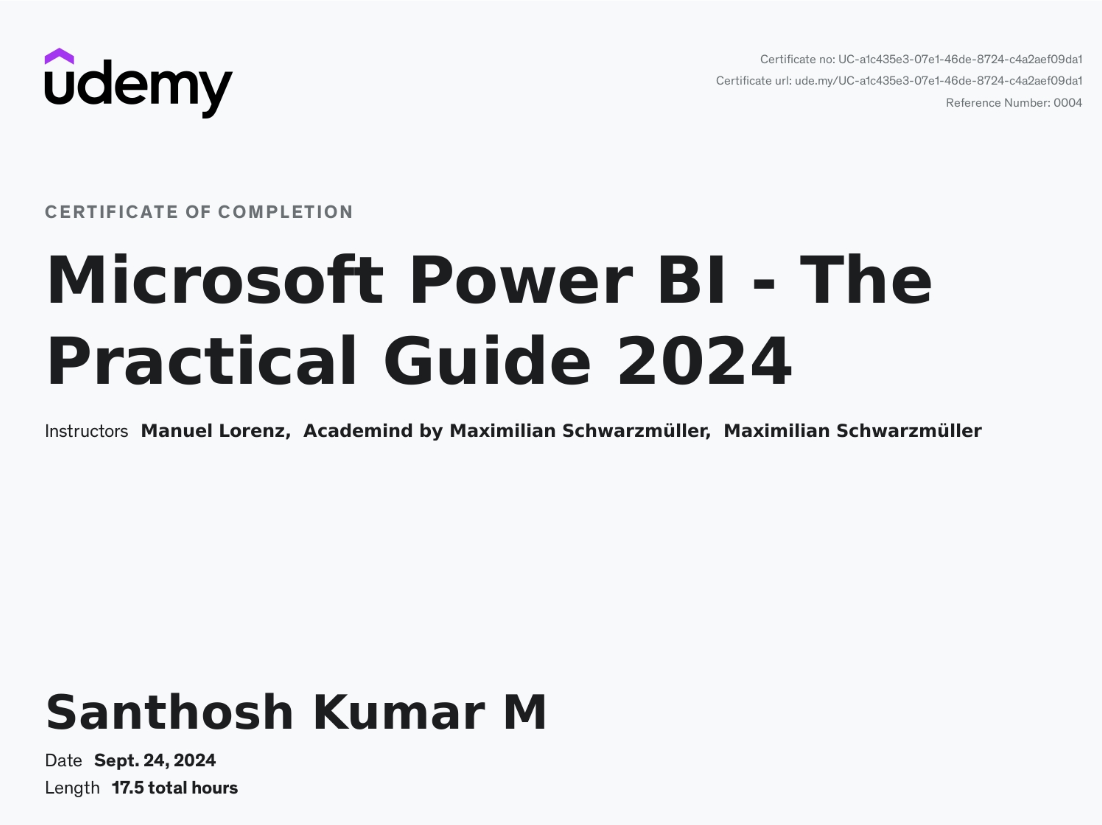 udemy
Certificate no: UC-a1c435e3-07e1-46de-8724-c4a2aef09da1
Certificate url: ude.my/UC-a1c435e3-07e1-46de-8724-c4a2aef09da1
Reference Number: 0004
CERTIFICATE OF COMPLETION
Microsoft Power BI - The
Practical Guide 2024
Instructors Manuel Lorenz, Academind by Maximilian Schwarzmüller, Maximilian Schwarzmüller
Santhosh Kumar M
Date Sept. 24, 2024
Length 17.5 total hours